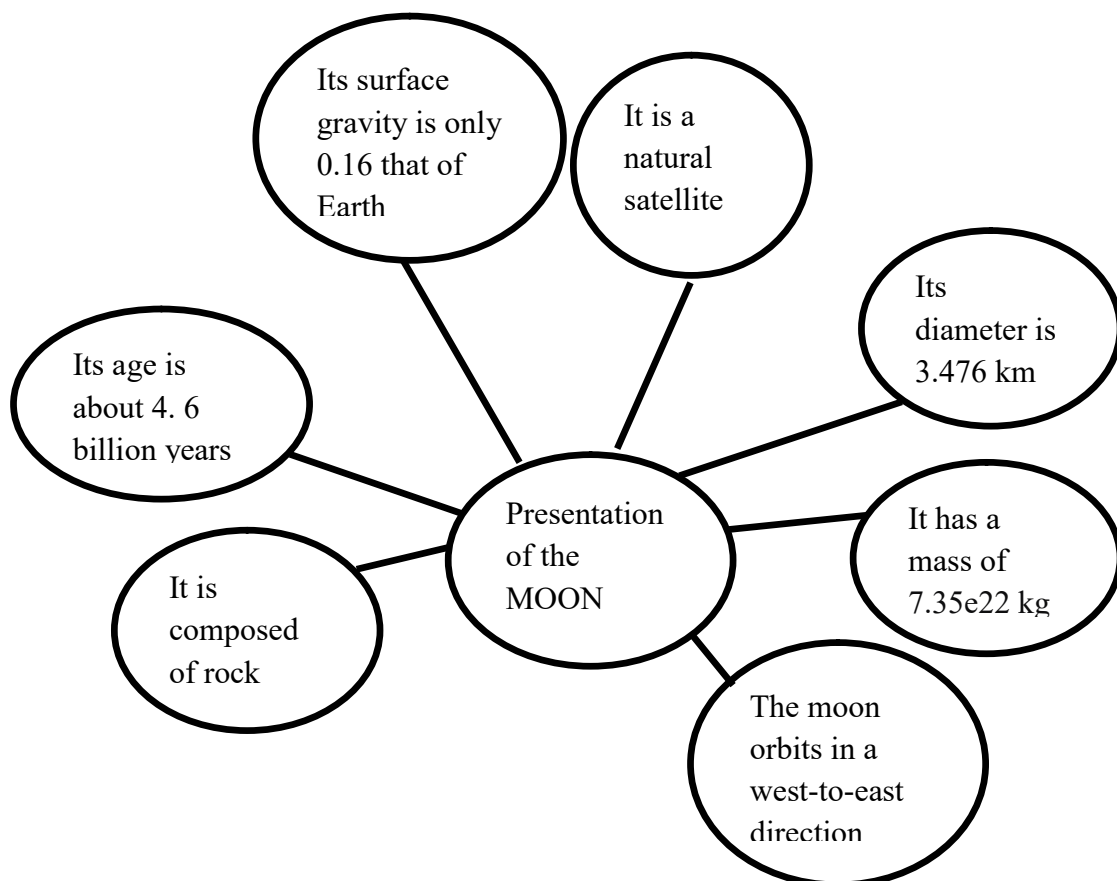 Its surface
gravity is only
0.16 that of
Earth
It is a
natural
satellite
Its
diameter is
3.476 km
Its age is
about 4. 6
billion years
Presentation
of the
MOON
It has a
mass of
7.35e22 kg
It is
composed
of rock
The moon
orbits in a
west-to-east
direction